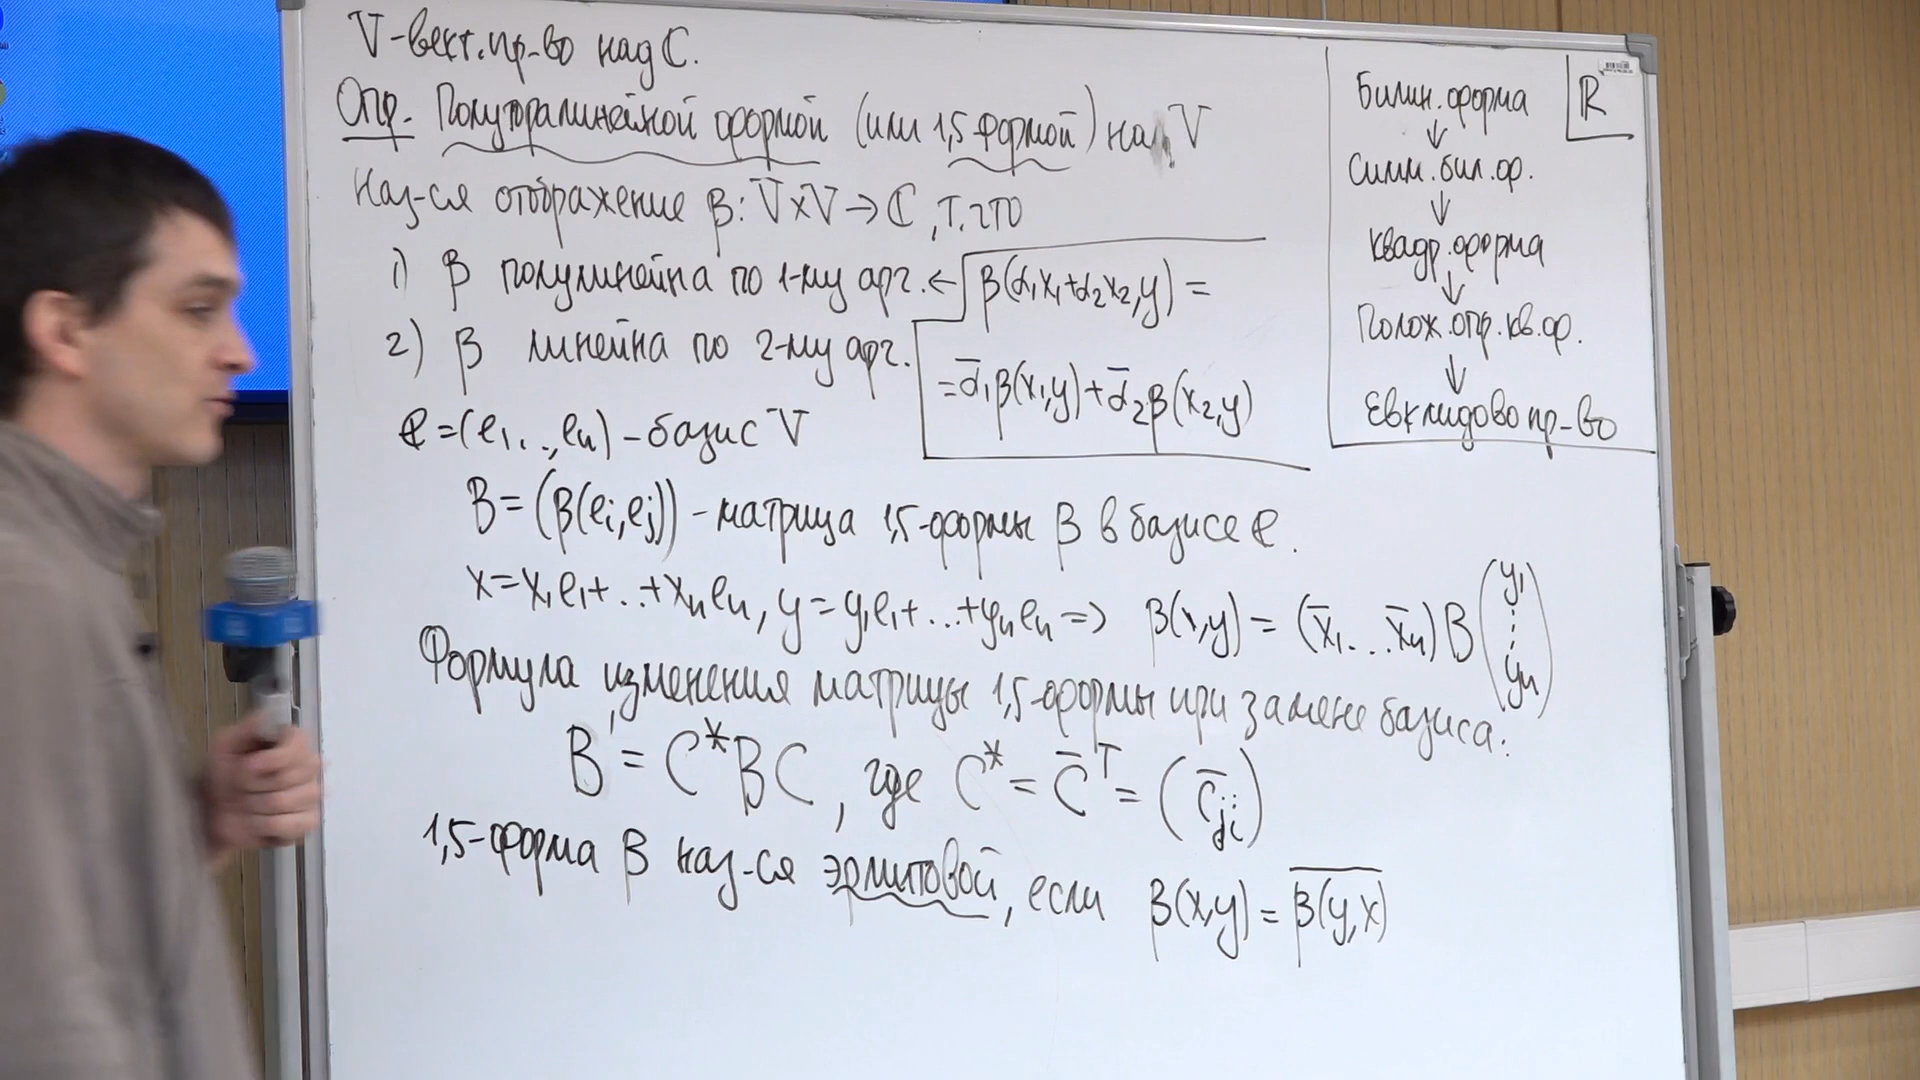 V-вект.пр-во над ℂ.
Опр. Полуторалинейной формой (или 1,5 формой) на V
наз-ся отображение β: V×V→ℂ, т.что
1) β полулинейна по 1-му арг. ← β(α₁x₁+α₂x₂,y) =
= ᾱ₁β(x₁,y)+ᾱ₂β(x₂,y)
2) β линейна по 2-му арг.
e=(e₁..,eₙ) – базис V
B=(β(eᵢ,eⱼ)) – матрица 1,5-формы β в базисе e.
x=x₁e₁+..+xₙeₙ, y=y₁e₁+...+yₙeₙ ⇒ β(x,y) = (x̄₁...x̄ₙ)B(y₁ ⋮ yₙ)
Формула изменения матрицы 1,5-формы при замене базиса:
B' = C*BC, где C* = C̄ᵀ = (c̄ⱼᵢ)
1,5-форма β наз-ся эрмитовой, если β(x,y) = \overline{β(y,x)}
Билин.форма ℝ
↓
Симм.бил.ф.
↓
Квадр.форма
↓
Полож.опр.кв.ф.
↓
Евклидово пр-во